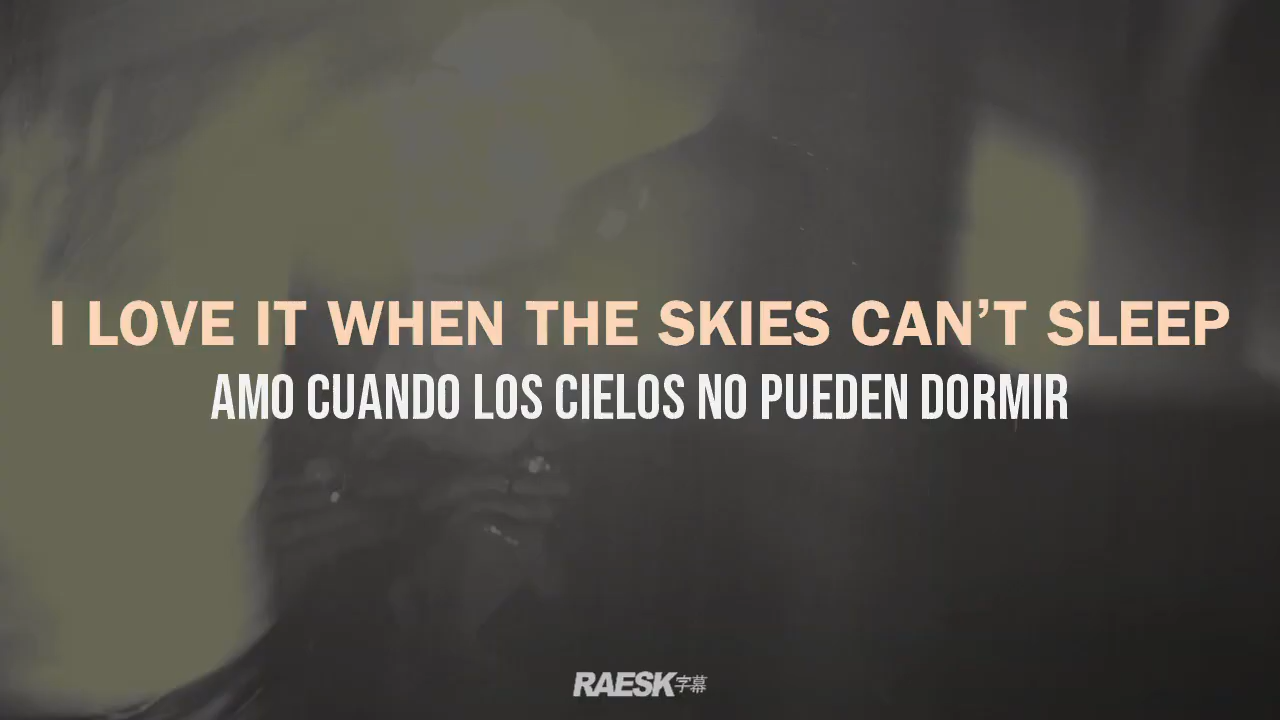 I LOVE IT WHEN THE SKIES CAN’T SLEEP
AMO CUANDO LOS CIELOS NO PUEDEN DORMIR
RAESK字幕